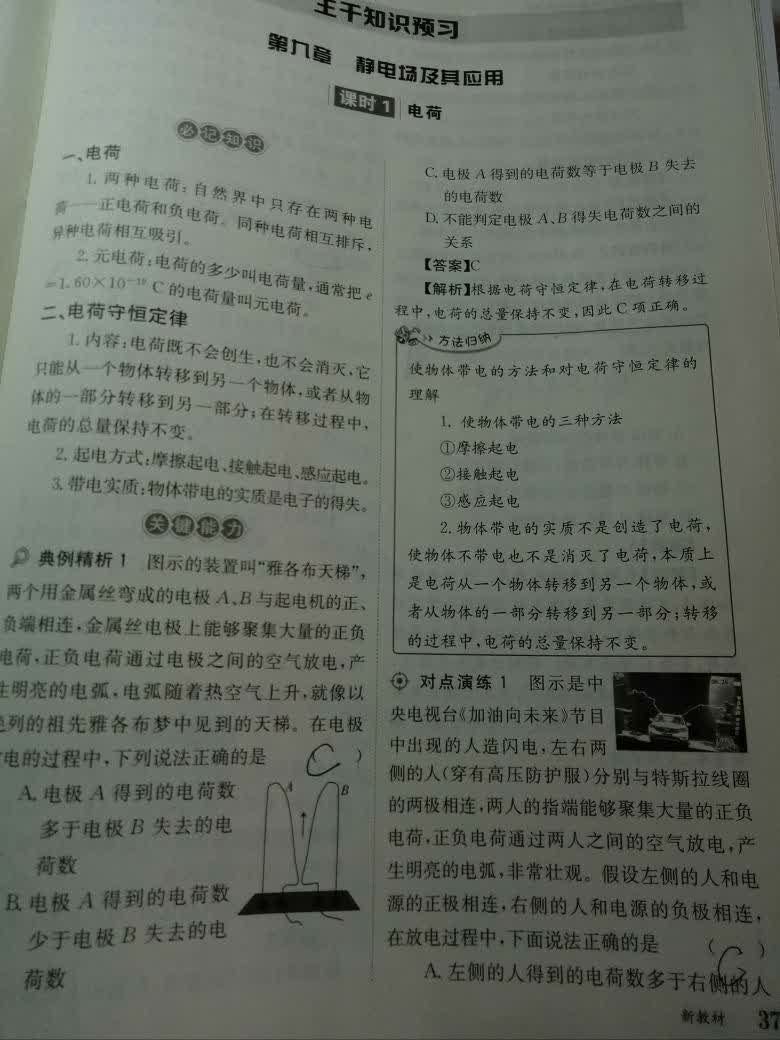 主干知识预习
第九章 静电场及其应用
课时1 电荷
必记知识
一、电荷
1. 两种电荷：自然界中只存在两种电
荷——正电荷和负电荷。同种电荷相互排斥，
异种电荷相互吸引。
2. 元电荷：电荷的多少叫电荷量，通常把 e
=1.60×10⁻¹⁹ C 的电荷量叫元电荷。
二、电荷守恒定律
1. 内容：电荷既不会创生，也不会消灭，它
只能从一个物体转移到另一个物体，或者从物
体的一部分转移到另一部分；在转移过程中，
电荷的总量保持不变。
2. 起电方式：摩擦起电、接触起电、感应起电。
3. 带电实质：物体带电的实质是电子的得失。
关键能力
典例精析 1 图示的装置叫“雅各布天梯”，
两个用金属丝弯成的电极 A、B 与起电机的正、
负端相连，金属丝电极上能够聚集大量的正负
电荷，正负电荷通过电极之间的空气放电，产
生明亮的电弧，电弧随着热空气上升，就像以
色列的祖先雅各布梦中见到的天梯。在电极
放电的过程中，下列说法正确的是 C ）
A. 电极 A 得到的电荷数
多于电极 B 失去的电
荷数
B. 电极 A 得到的电荷数
少于电极 B 失去的电
荷数
A B
C. 电极 A 得到的电荷数等于电极 B 失去
的电荷数
D. 不能判定电极 A、B 得失电荷数之间的
关系
【答案】C
【解析】根据电荷守恒定律，在电荷转移过
程中，电荷的总量保持不变，因此 C 项正确。
方法归纳
使物体带电的方法和对电荷守恒定律的
理解
1. 使物体带电的三种方法
①摩擦起电
②接触起电
③感应起电
2. 物体带电的实质不是创造了电荷，
使物体不带电也不是消灭了电荷，本质上
是电荷从一个物体转移到另一个物体，或
者从物体的一部分转移到另一部分；转移
的过程中，电荷的总量保持不变。
对点演练 1 图示是中
央电视台《加油向未来》节目
中出现的人造闪电，左右两
侧的人（穿有高压防护服）分别与特斯拉线圈
的两极相连，两人的指端能够聚集大量的正负
电荷，正负电荷通过两人之间的空气放电，产
生明亮的电弧，非常壮观。假设左侧的人和电
源的正极相连，右侧的人和电源的负极相连，
在放电过程中，下面说法正确的是 （ C ）
A. 左侧的人得到的电荷数多于右侧的人
新教材 37